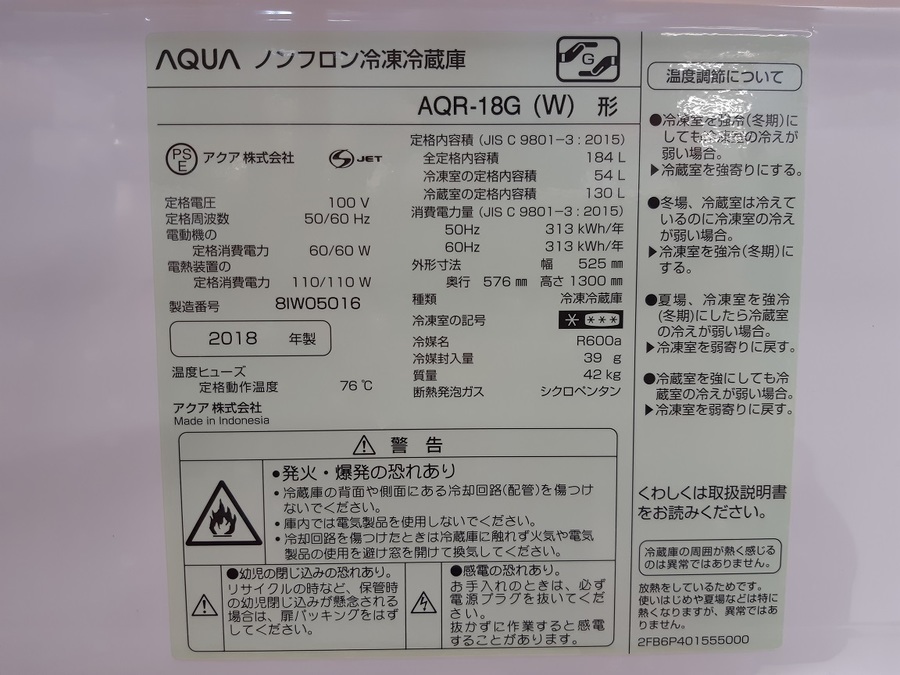 AQUA ノンフロン冷凍冷蔵庫
G
AQR-18G (W) 形
PS
E
アクア 株式会社
S JET
定格電圧 100 V
定格周波数 50/60 Hz
電動機の
定格消費電力 60/60 W
電熱装置の
定格消費電力 110/110 W
製造番号 8IW05016
2018 年製
温度ヒューズ
定格動作温度 76 ℃
アクア 株式会社
Made in Indonesia
定格内容積 (JIS C 9801-3 : 2015)
全定格内容積 184 L
冷凍室の定格内容積 54 L
冷蔵室の定格内容積 130 L
消費電力量 (JIS C 9801-3 : 2015)
50Hz 313 kWh/年
60Hz 313 kWh/年
外形寸法 幅 525 mm
奥行 576 mm 高さ 1300 mm
種類 冷凍冷蔵庫
冷凍室の記号 * ***
冷媒名 R600a
冷媒封入量 39 g
質量 42 kg
断熱発泡ガス シクロペンタン
警 告
・発火・爆発の恐れあり
・冷蔵庫の背面や側面にある冷却回路(配管)を傷つけ
ないでください。
・庫内では電気製品を使用しないでください。
・冷却回路を傷つけたときは冷蔵庫に触れず火気や電気
製品の使用を避け窓を開けて換気してください。
●幼児の閉じ込みの恐れあり。
リサイクルの時など、保管時
の幼児閉じ込みが懸念される
場合は、扉パッキングをはず
してください。
●感電の恐れあり。
お手入れのときは、必ず
電源プラグを抜いてくだ
さい。
抜かずに作業すると感電
することがあります。
温度調節について
●冷凍室を強冷(冬期)に
しても冷凍室の冷えが
弱い場合。
▶冷蔵室を強寄りにする。
●冬場、冷蔵室は冷えて
いるのに冷凍室の冷え
が弱い場合。
▶冷凍室を強冷(冬期)に
する。
●夏場、冷凍室を強冷
(冬期)にしたら冷蔵室
の冷えが弱い場合。
▶冷凍室を弱寄りに戻す。
●冷蔵室を強にしても冷
蔵室の冷えが弱い場合。
▶冷凍室を弱寄りに戻す。
くわしくは取扱説明書
をお読みください。
冷蔵庫の周囲が熱く感じる
のは異常ではありません。
放熱をしているためです。
使いはじめや夏場などは特に
熱くなりますが、異常ではあ
りません。
2FB6P401555000